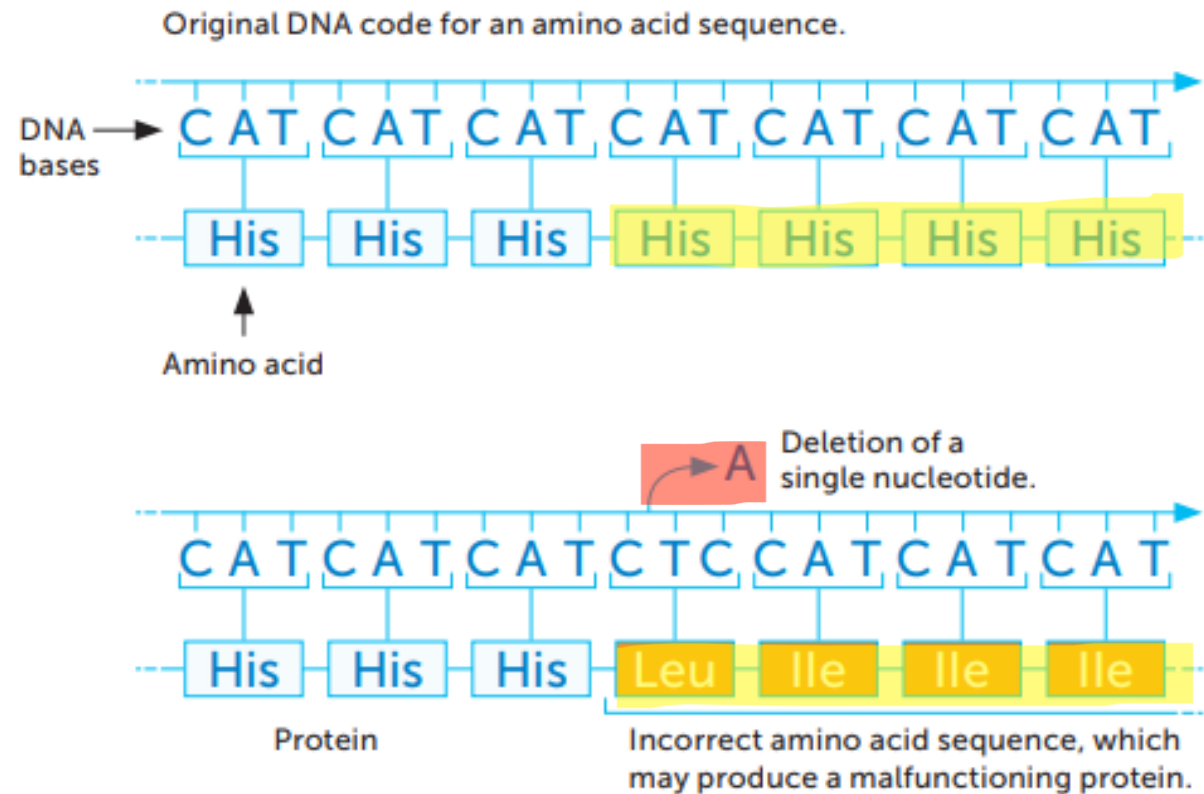 Original DNA code for an amino acid sequence.
DNA bases
C A T C A T C A T C A T C A T C A T C A T
His His His His His His His
Amino acid
A
Deletion of a
single nucleotide.
C A T C A T C A T C T C C A T C A T C A T
His His His Leu Ile Ile Ile
Protein
Incorrect amino acid sequence, which
may produce a malfunctioning protein.